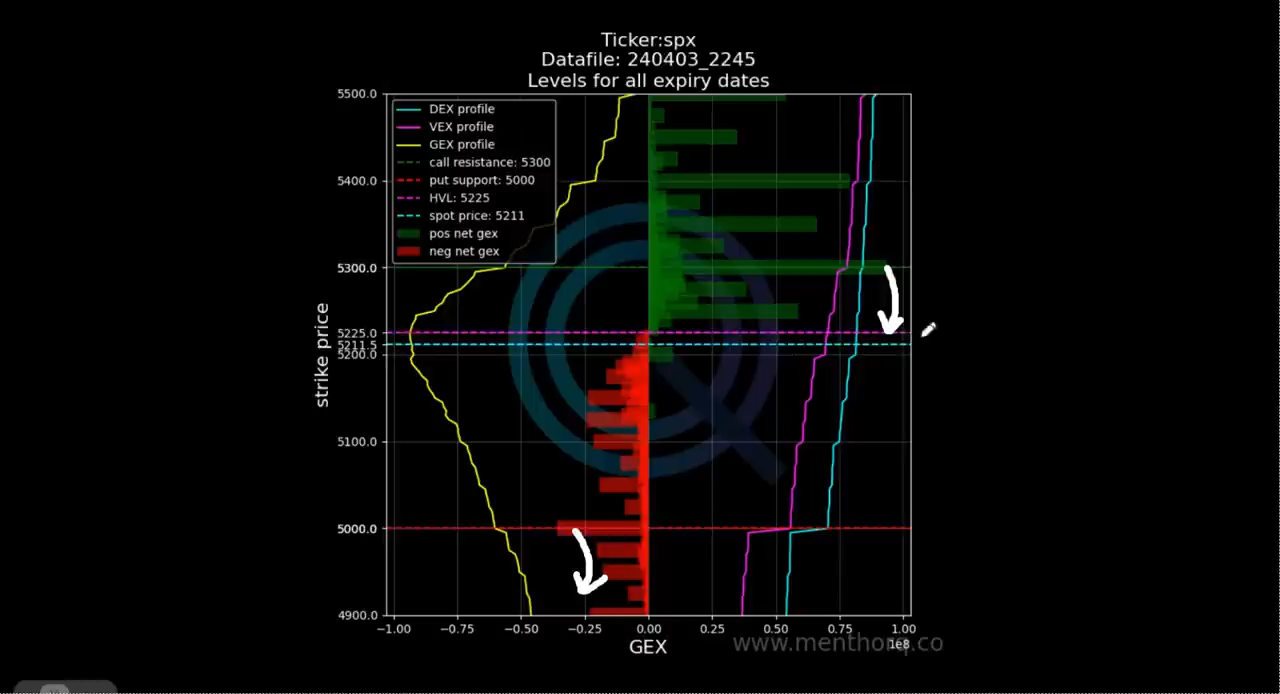 Ticker:spx
Datafile: 240403_2245
Levels for all expiry dates
5500.0
5400.0
5300.0
5225.0
5211.5
5200.0
5100.0
5000.0
4900.0
strike price
DEX profile
VEX profile
GEX profile
call resistance: 5300
put support: 5000
HVL: 5225
spot price: 5211
pos net gex
neg net gex
−1.00 −0.75 −0.50 −0.25 0.00 0.25 0.50 0.75 1.00
1e8
GEX
www.menthorq.co